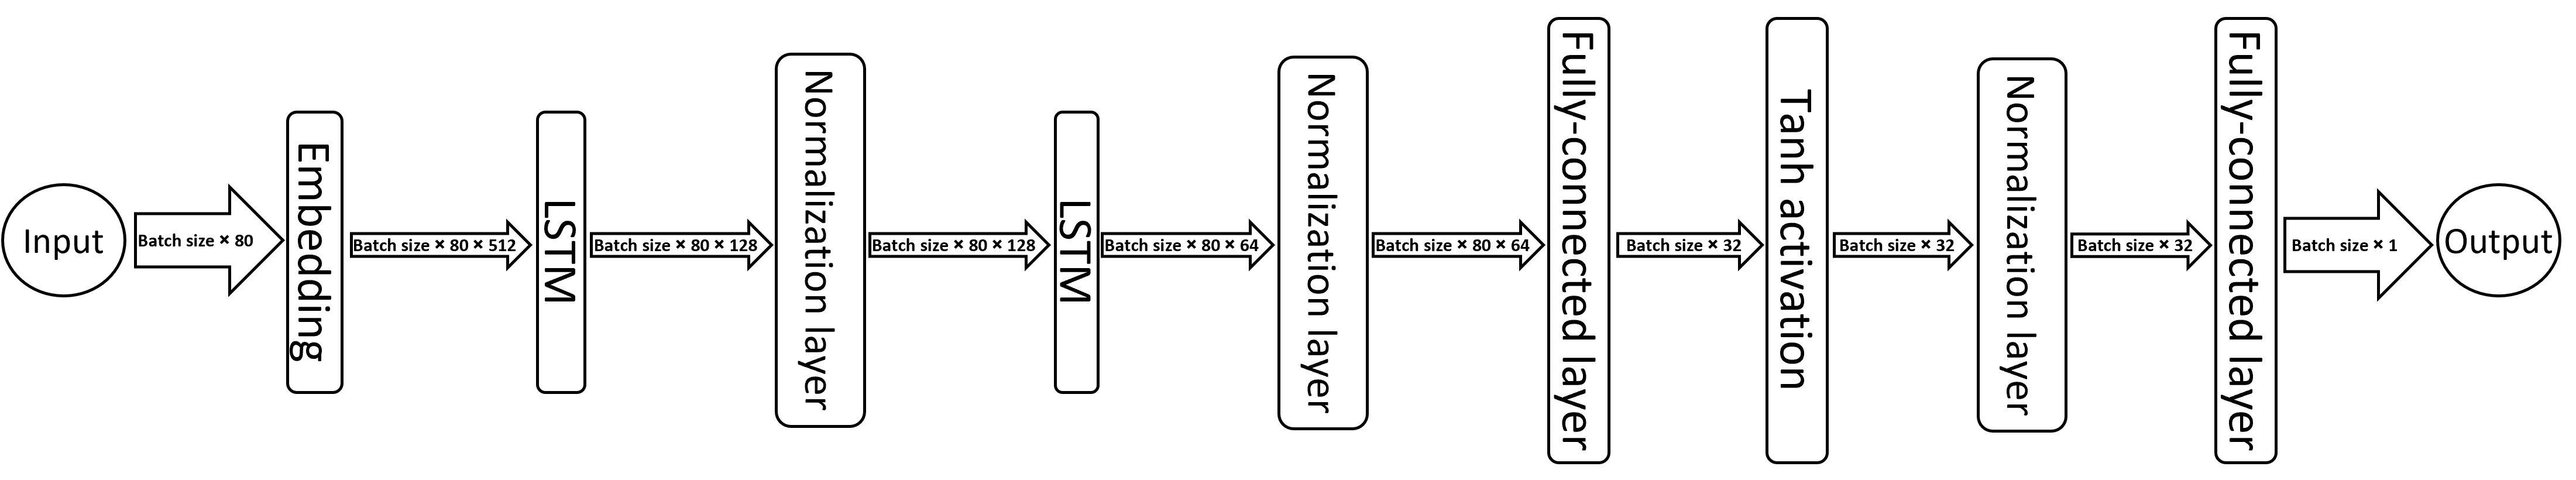 Input
Batch size × 80
Embedding
Batch size × 80 × 512
LSTM
Batch size × 80 × 128
Normalization layer
Batch size × 80 × 128
LSTM
Batch size × 80 × 64
Normalization layer
Batch size × 80 × 64
Fully-connected layer
Batch size × 32
Tanh activation
Batch size × 32
Normalization layer
Batch size × 32
Fully-connected layer
Batch size × 1
Output